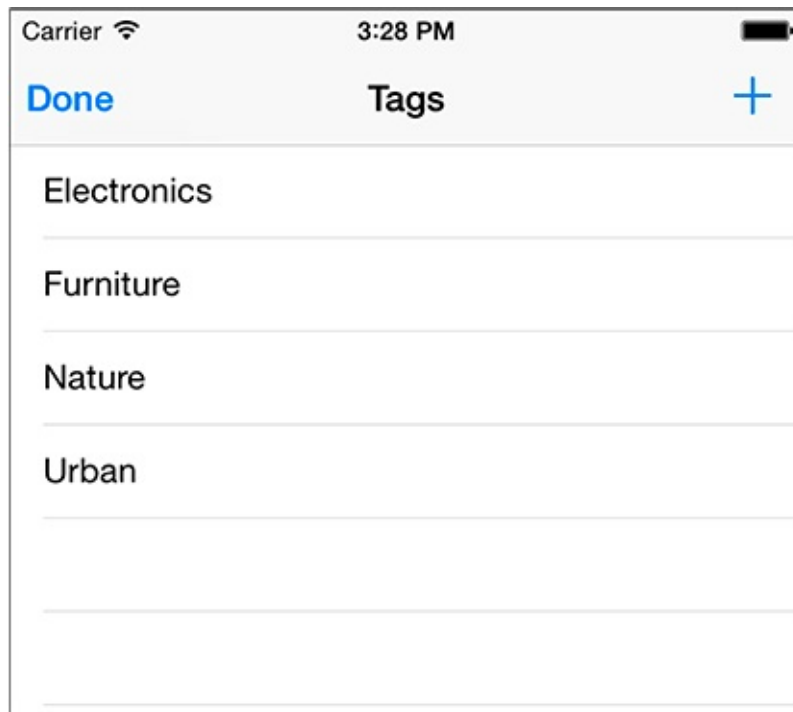 Carrier 3:28 PM
Done Tags +
Electronics
Furniture
Nature
Urban